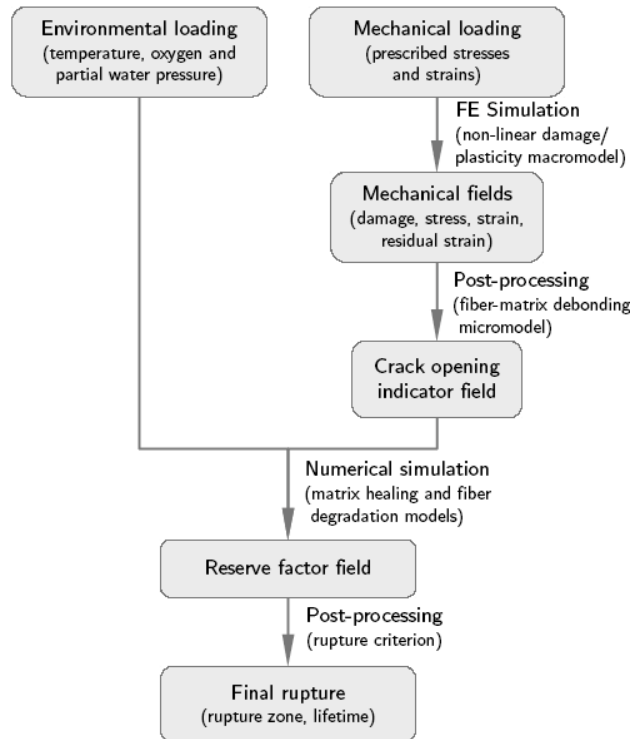 Environmental loading
(temperature, oxygen and
partial water pressure)
Mechanical loading
(prescribed stresses
and strains)
FE Simulation
(non-linear damage/
plasticity macromodel)
Mechanical fields
(damage, stress, strain,
residual strain)
Post-processing
(fiber-matrix debonding
micromodel)
Crack opening
indicator field
Numerical simulation
(matrix healing and fiber
degradation models)
Reserve factor field
Post-processing
(rupture criterion)
Final rupture
(rupture zone, lifetime)